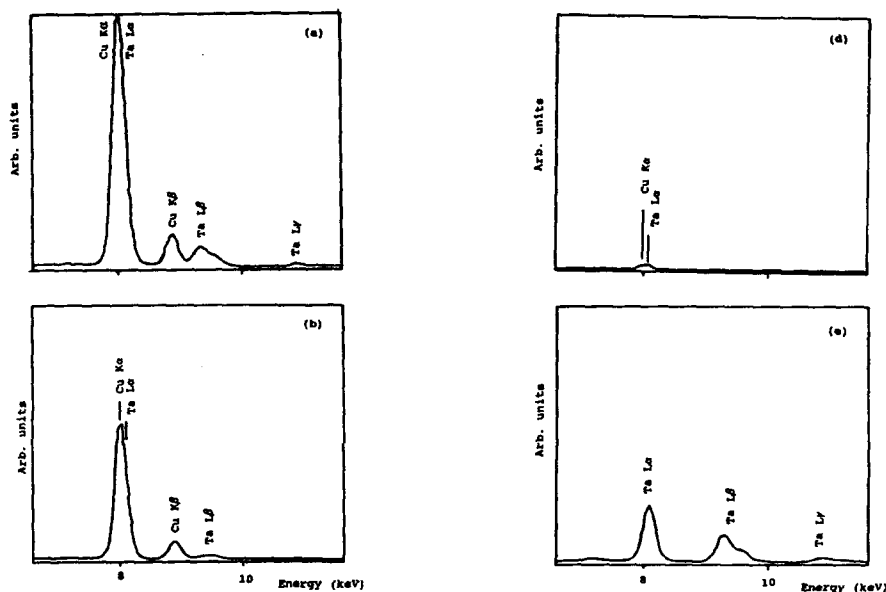 (a)
Cu Kα
Ta Lα
Cu Kβ
Ta Lβ
Ta Lγ
Arb. units
(b)
Cu Kα
Ta Lα
Cu Kβ
Ta Lβ
Arb. units
8
10
Energy (keV)
(d)
Cu Kα
Ta Lα
Arb. units
8
10
(e)
Ta Lα
Ta Lβ
Ta Lγ
Arb. units
8
10
Energy (keV)